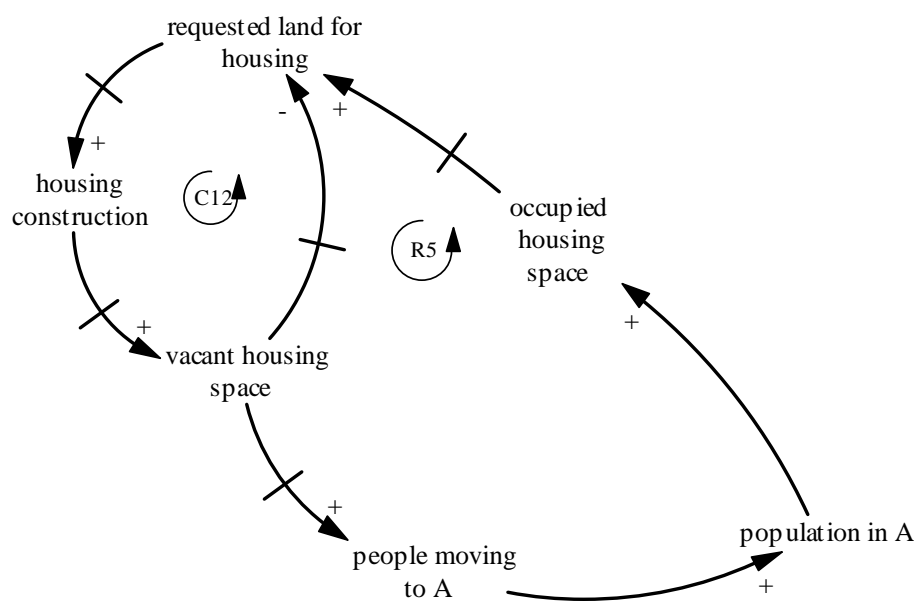 requested land for
housing
-
+
+
housing
construction
C12
occupied
housing
space
R5
+
+
vacant housing
space
+
people moving
to A
population in A
+